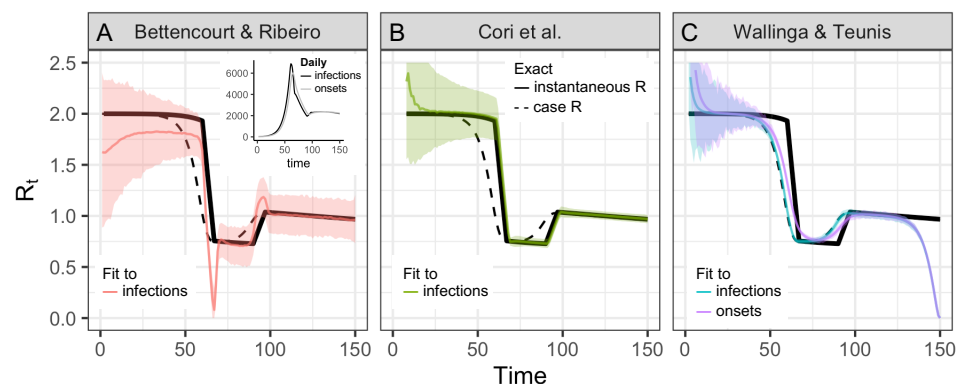 A Bettencourt & Ribeiro
B Cori et al.
C Wallinga & Teunis
2.5
2.0
1.5
1.0
0.5
0.0
Rt
Daily
infections
onsets
6000
4000
2000
0
0 50 100 150
time
Fit to
infections
Exact
instantaneous R
case R
Fit to
infections
Fit to
infections
onsets
0 50 100 150
0 50 100 150
0 50 100 150
Time